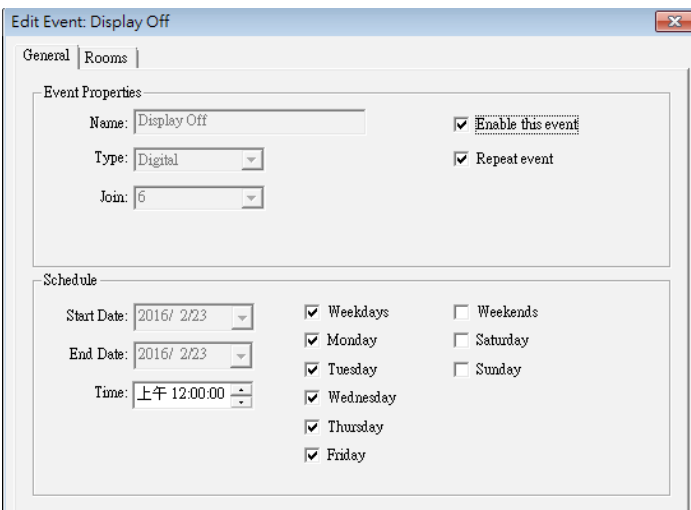 Edit Event: Display Off
General Rooms
Event Properties
Name: Display Off
Enable this event
Type: Digital
Repeat event
Join: 6
Schedule
Start Date: 2016/ 2/23
Weekdays
Weekends
End Date: 2016/ 2/23
Monday
Saturday
Time: 上午 12:00:00
Tuesday
Sunday
Wednesday
Thursday
Friday